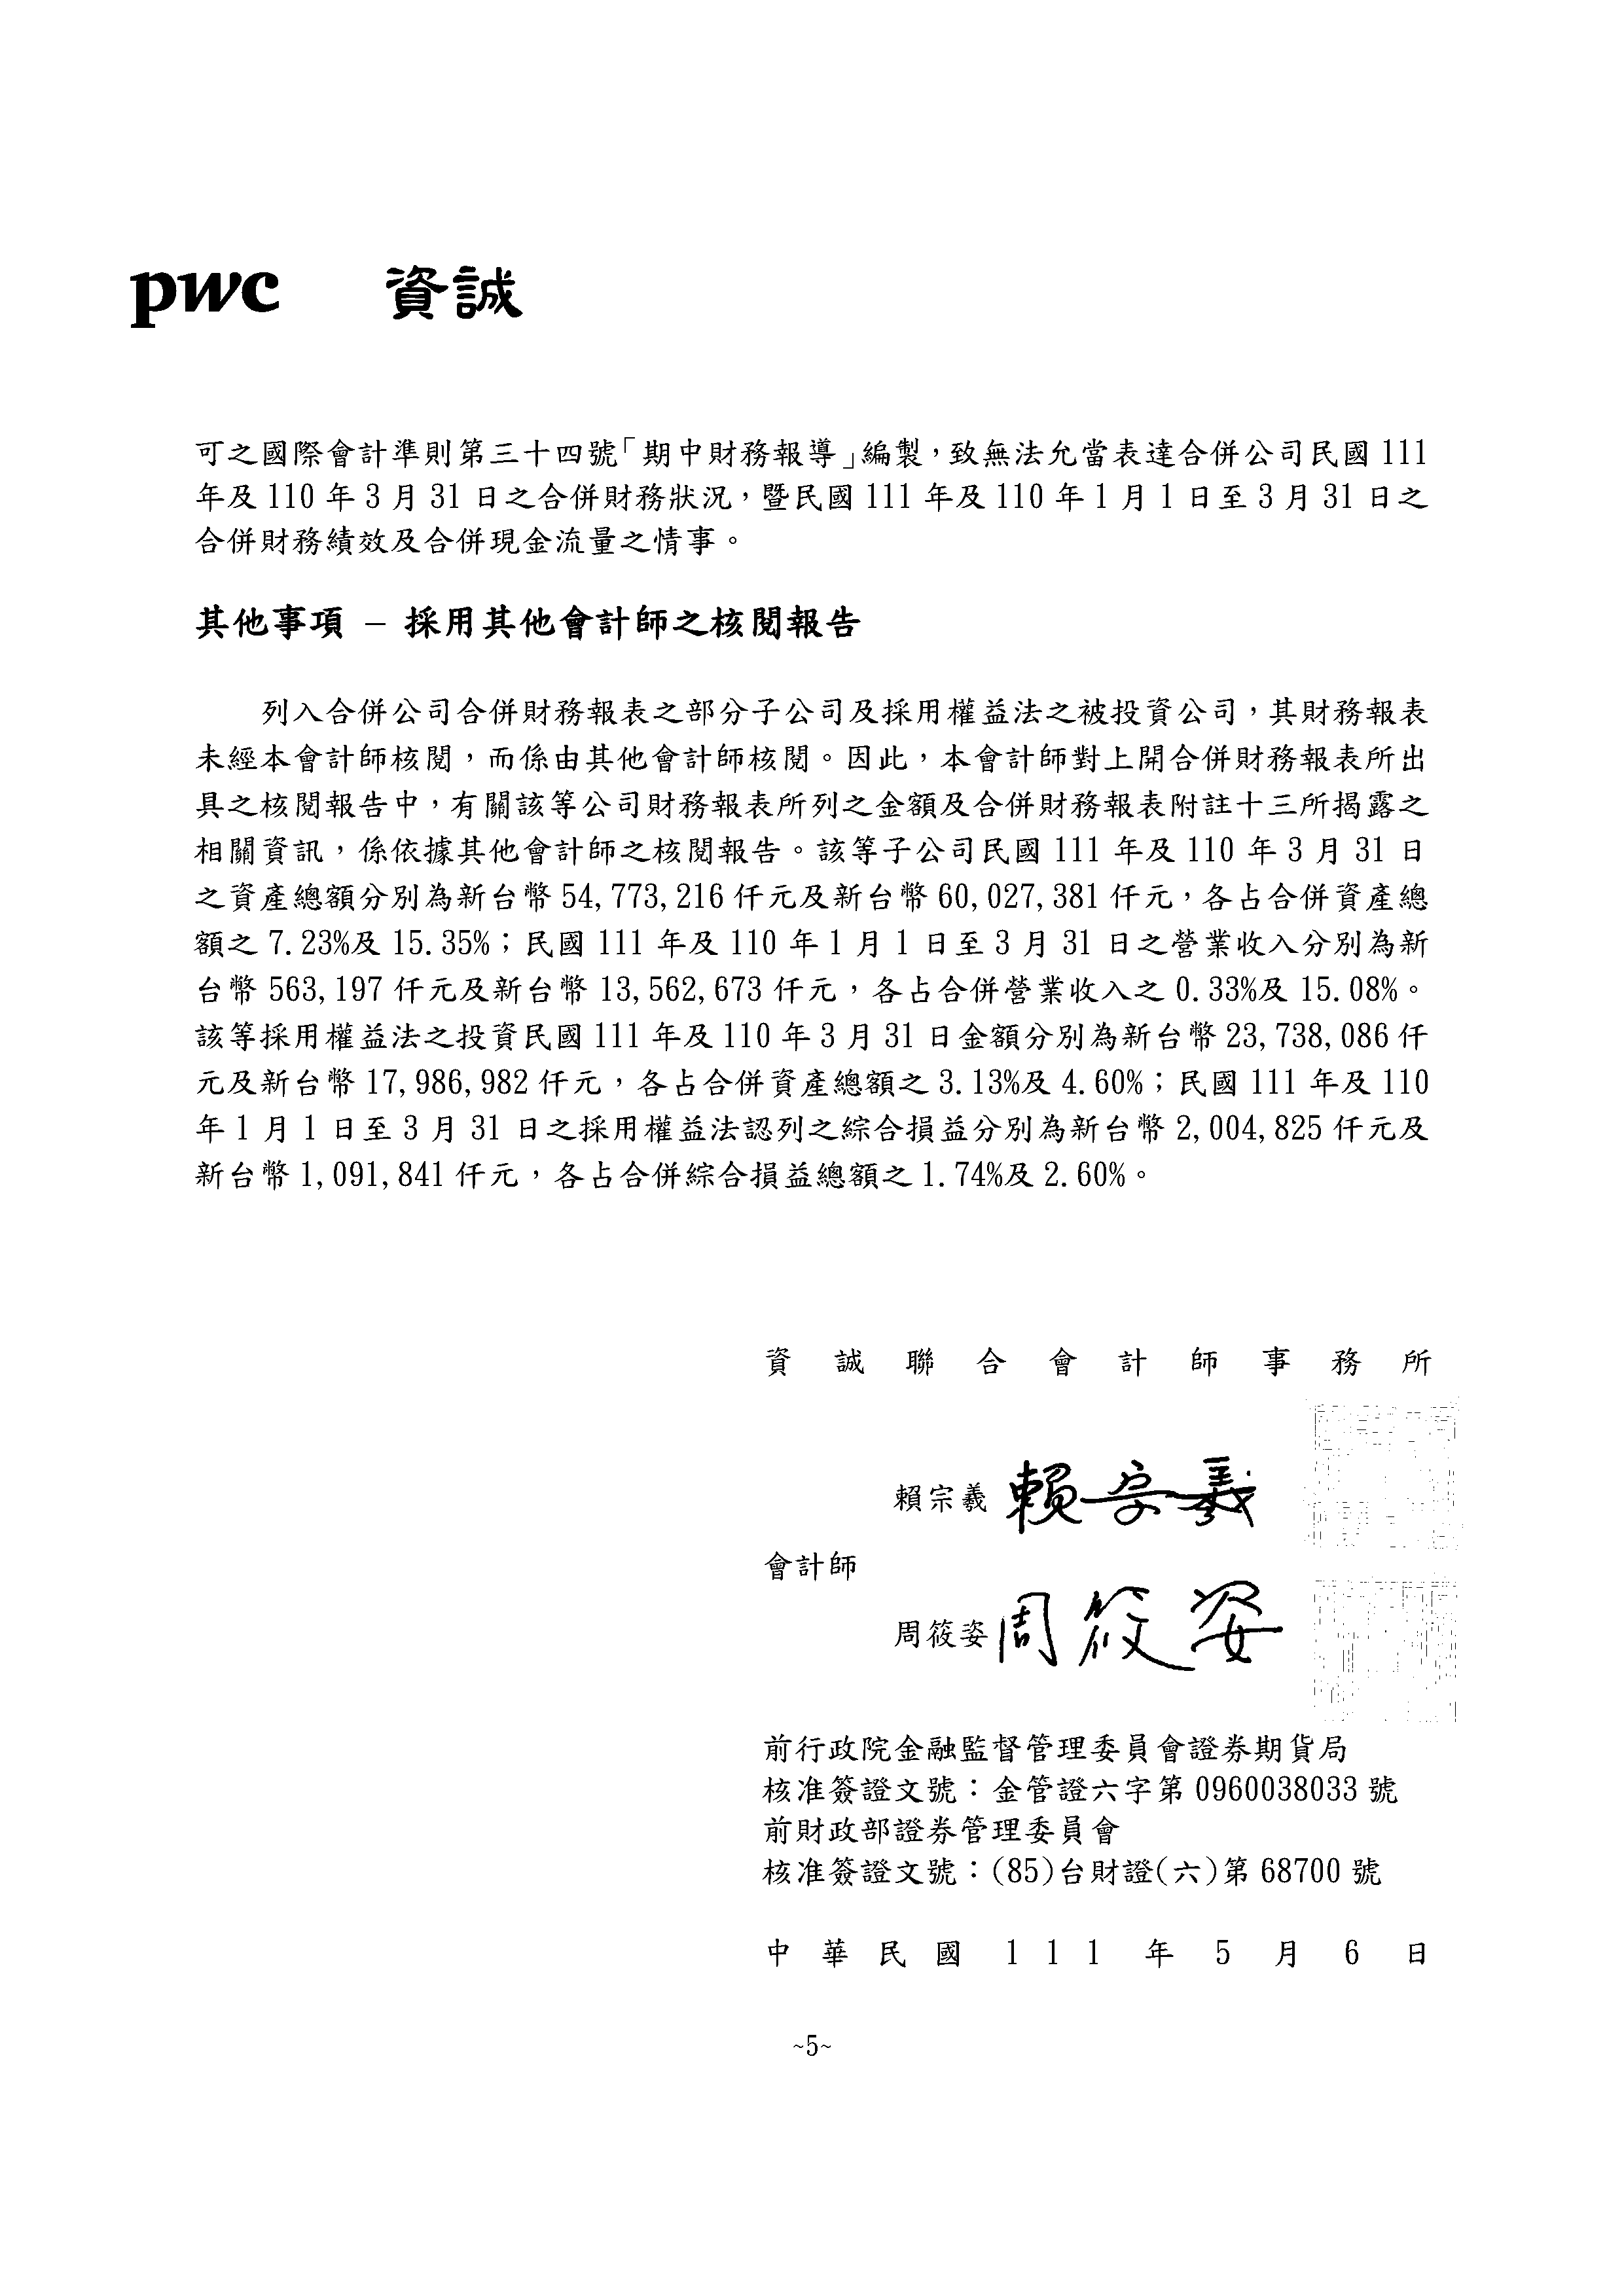 pwc 資誠
可之國際會計準則第三十四號「期中財務報導」編製，致無法允當表達合併公司民國 111
年及 110 年 3 月 31 日之合併財務狀況，暨民國 111 年及 110 年 1 月 1 日至 3 月 31 日之
合併財務績效及合併現金流量之情事。
其他事項 – 採用其他會計師之核閱報告
列入合併公司合併財務報表之部分子公司及採用權益法之被投資公司，其財務報表
未經本會計師核閱，而係由其他會計師核閱。因此，本會計師對上開合併財務報表所出
具之核閱報告中，有關該等公司財務報表所列之金額及合併財務報表附註十三所揭露之
相關資訊，係依據其他會計師之核閱報告。該等子公司民國 111 年及 110 年 3 月 31 日
之資產總額分別為新台幣 54,773,216 仟元及新台幣 60,027,381 仟元，各占合併資產總
額之 7.23%及 15.35%；民國 111 年及 110 年 1 月 1 日至 3 月 31 日之營業收入分別為新
台幣 563,197 仟元及新台幣 13,562,673 仟元，各占合併營業收入之 0.33%及 15.08%。
該等採用權益法之投資民國 111 年及 110 年 3 月 31 日金額分別為新台幣 23,738,086 仟
元及新台幣 17,986,982 仟元，各占合併資產總額之 3.13%及 4.60%；民國 111 年及 110
年 1 月 1 日至 3 月 31 日之採用權益法認列之綜合損益分別為新台幣 2,004,825 仟元及
新台幣 1,091,841 仟元，各占合併綜合損益總額之 1.74%及 2.60%。
資 誠 聯 合 會 計 師 事 務 所
賴宗羲 賴宗羲
會計師
周筱姿 周筱姿
前行政院金融監督管理委員會證券期貨局
核准簽證文號：金管證六字第 0960038033 號
前財政部證券管理委員會
核准簽證文號：(85)台財證(六)第 68700 號
中 華 民 國 1 1 1 年 5 月 6 日
~5~